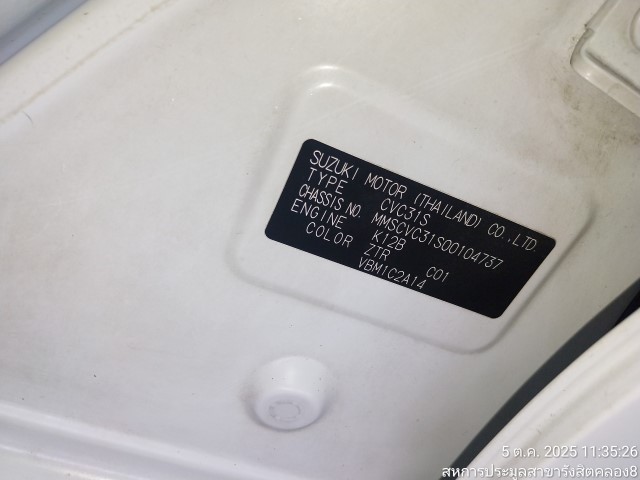 SUZUKI MOTOR (THAILAND) CO.,LTD.
TYPE CVC31S
CHASSIS NO. MMSCVC31S00104737
ENGINE K12B
COLOR ZTR C01
VBM1C2A14
5 ต.ค. 2025 11:35:26
สหการประมูลสาขารังสิตคลอง8